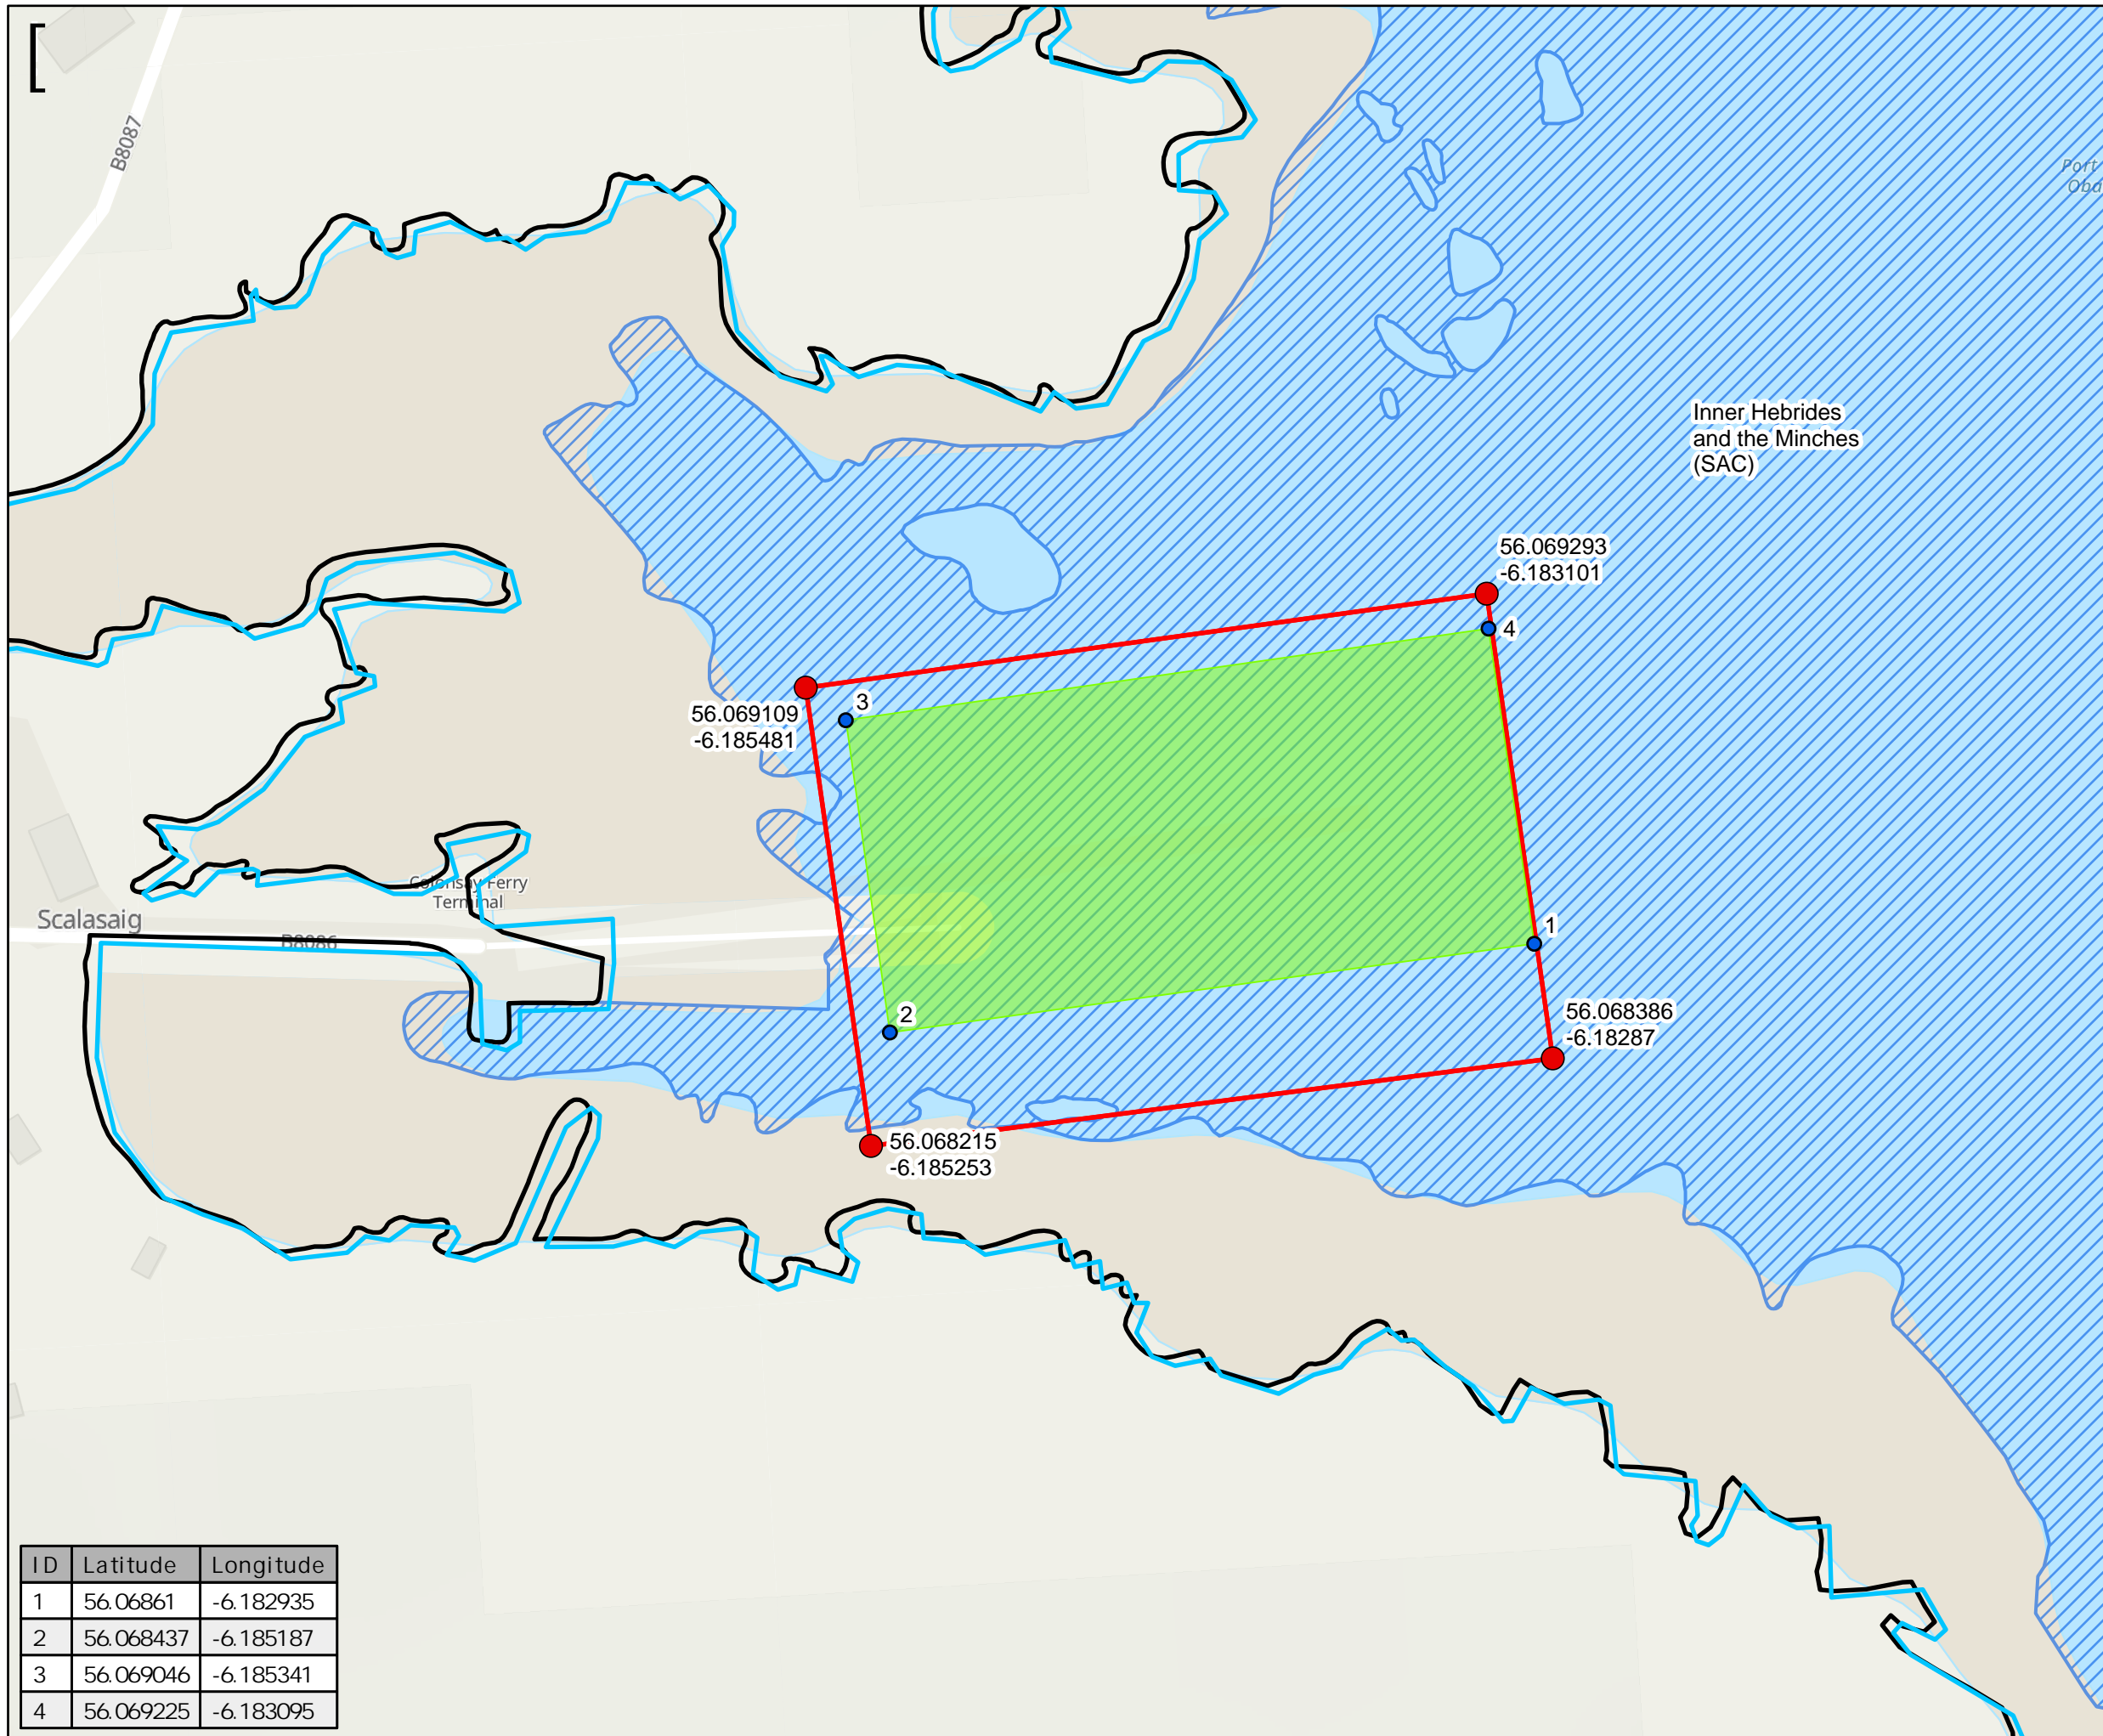 [
B8087
Port
Oba
Inner Hebrides
and the Minches
(SAC)
56.069293
-6.183101
4
3
56.069109
-6.185481
Colonsay Ferry
Terminal
Scalasaig
B8086
1
2
56.068386
-6.18287
56.068215
-6.185253
ID Latitude Longitude
1 56.06861 -6.182935
2 56.068437 -6.185187
3 56.069046 -6.185341
4 56.069225 -6.183095